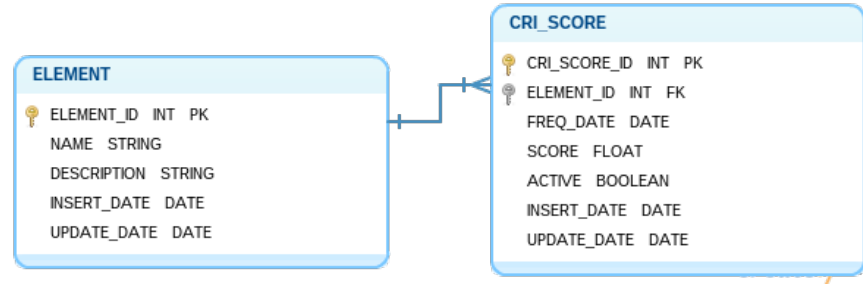 ELEMENT
ELEMENT_ID INT PK
NAME STRING
DESCRIPTION STRING
INSERT_DATE DATE
UPDATE_DATE DATE
CRI_SCORE
CRI_SCORE_ID INT PK
ELEMENT_ID INT FK
FREQ_DATE DATE
SCORE FLOAT
ACTIVE BOOLEAN
INSERT_DATE DATE
UPDATE_DATE DATE